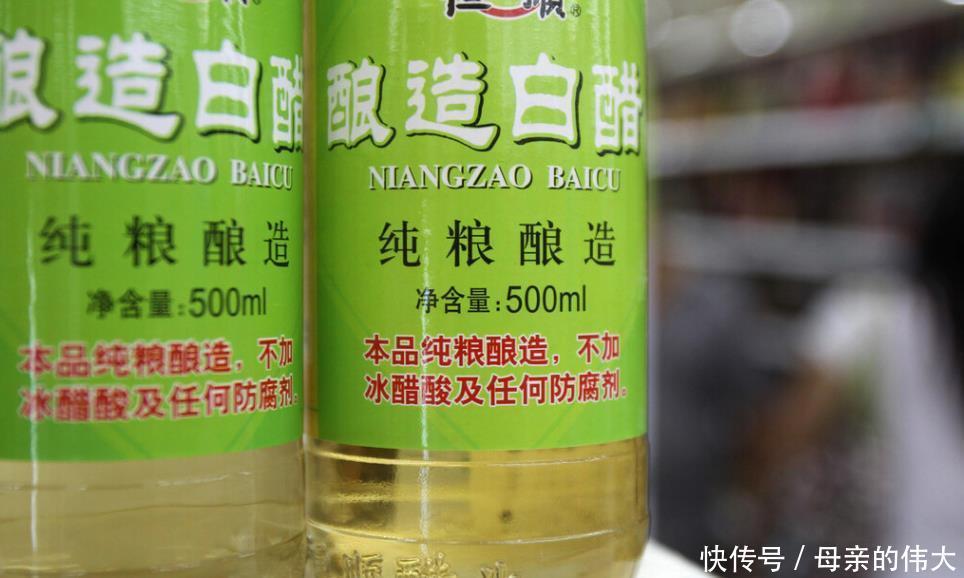 恒顺®
酿造白醋
NIANGZAO BAICU
纯粮酿造
净含量:500ml
本品纯粮酿造,不加
冰醋酸及任何防腐剂。
®
酿造白醋
NIANGZAO BAICU
纯粮酿造
净含量:500ml
本品纯粮酿造,不加
冰醋酸及任何防腐剂。
快传号 / 母亲的伟大